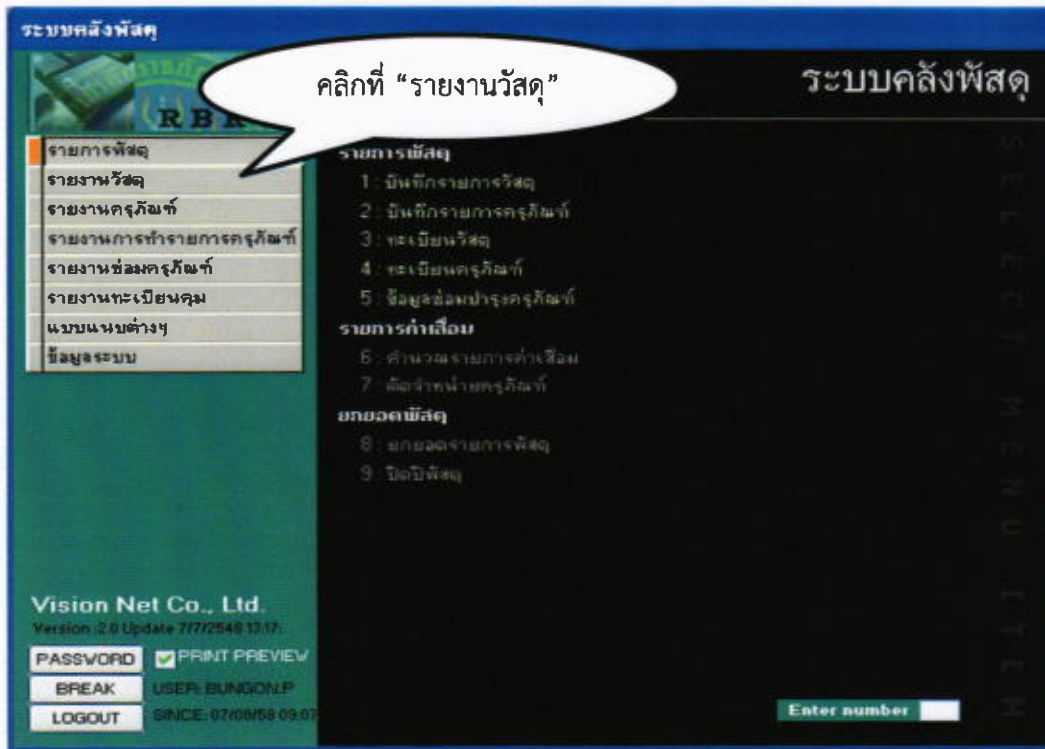 ระบบคลังพัสดุ
คลิกที่ “รายงานวัสดุ”
ระบบคลังพัสดุ
รายการพัสดุ
รายงานวัสดุ
รายงานครุภัณฑ์
รายงานการทำรายการครุภัณฑ์
รายงานซ่อมครุภัณฑ์
รายงานทะเบียนคุม
แบบแนบต่างๆ
ข้อมูลระบบ
รายการพัสดุ
1 : บันทึกรายการวัสดุ
2 : บันทึกรายการครุภัณฑ์
3 : ทะเบียนวัสดุ
4 : ทะเบียนครุภัณฑ์
5 : ข้อมูลซ่อมบำรุงครุภัณฑ์
รายการค่าเสื่อม
6 : คำนวณรายการค่าเสื่อม
7 : ตัดจำหน่ายครุภัณฑ์
ยกยอดพัสดุ
8 : ยกยอดรายการพัสดุ
9 : ปิดปีพัสดุ
SELECT MENU ITEM
Vision Net Co., Ltd.
Version :2.0 Update 7/7/2548 13:17:
PASSWORD PRINT PREVIEW
BREAK USER: BUNGON.P
LOGOUT SINCE: 09:07
Enter number